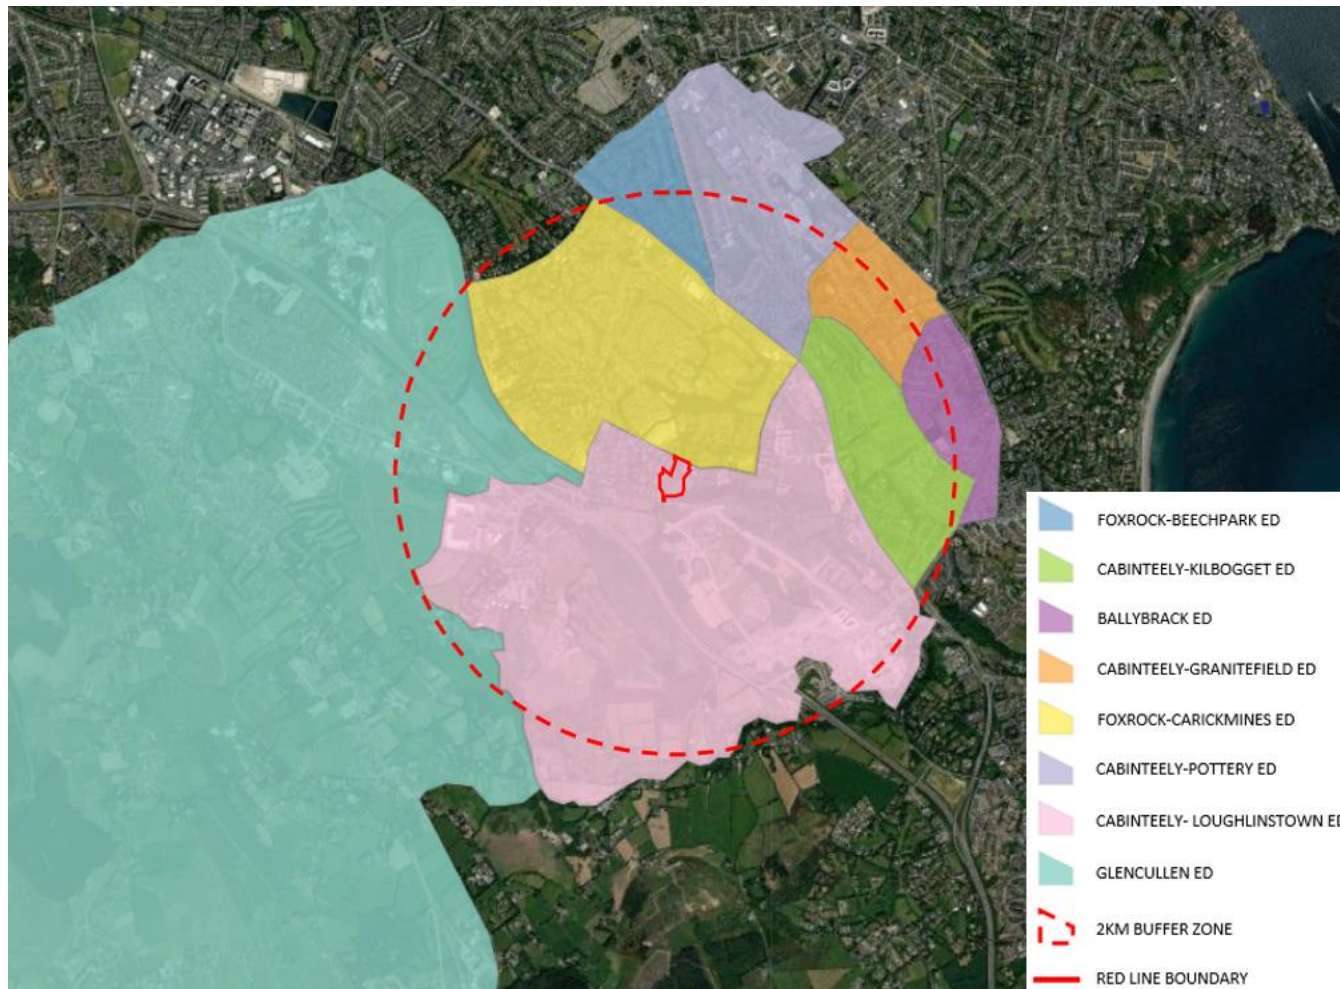 FOXROCK-BEECHPARK ED
CABINTEELY-KILBOGGET ED
BALLYBRACK ED
CABINTEELY-GRANITEFIELD ED
FOXROCK-CARICKMINES ED
CABINTEELY-POTTERY ED
CABINTEELY- LOUGHLINSTOWN ED
GLENCULLEN ED
2KM BUFFER ZONE
RED LINE BOUNDARY